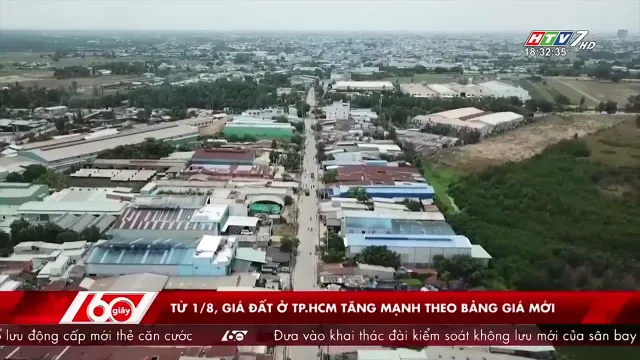 HTV7 HD
18:32:35
60 giây
TỪ 1/8, GIÁ ĐẤT Ở TP.HCM TĂNG MẠNH THEO BẢNG GIÁ MỚI
lưu động cấp mới thẻ căn cước 60 Đưa vào khai thác đài kiểm soát không lưu mới của sân bay